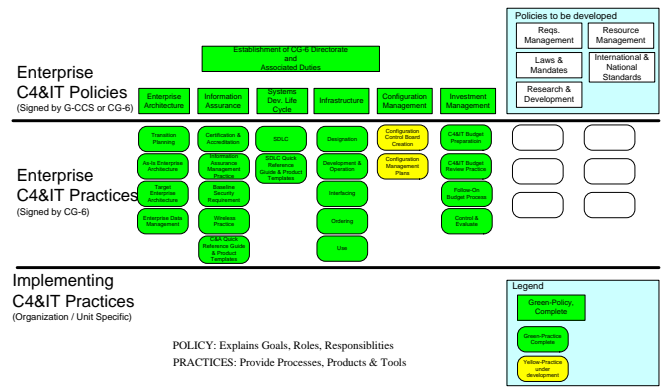 Policies to be developed
Reqs.
Management
Resource
Management
Laws &
Mandates
International &
National
Standards
Research &
Development
Establishment of CG-6 Directorate
and
Associated Duties
Enterprise
C4&IT Policies
(Signed by G-CCS or CG-6)
Enterprise
Architecture
Information
Assurance
Systems
Dev. Life
Cycle
Infrastructure
Configuration
Management
Investment
Management
Enterprise
C4&IT Practices
(Signed by CG-6)
Transition
Planning
As-Is Enterprise
Architecture
Target
Enterprise
Architecture
Enterprise Data
Management
Certification &
Accreditation
Information
Assurance
Management
Practice
Baseline
Security
Requirement
Wireless
Practice
C&A Quick
Reference Guide
& Product
Templates
SDLC
SDLC Quick
Reference
Guide & Product
Templates
Designation
Development &
Operation
Interfacing
Ordering
Use
Configuration
Control Board
Creation
Configuration
Management
Plans
C4&IT Budget
Preparation
C4&IT Budget
Review Practice
Follow-On
Budget Process
Control &
Evaluate
Implementing
C4&IT Practices
(Organization / Unit Specific)
POLICY: Explains Goals, Roles, Responsiblities
PRACTICES: Provide Processes, Products & Tools
Legend
Green-Policy,
Complete
Green-Practice
Complete
Yellow-Practice
under
development